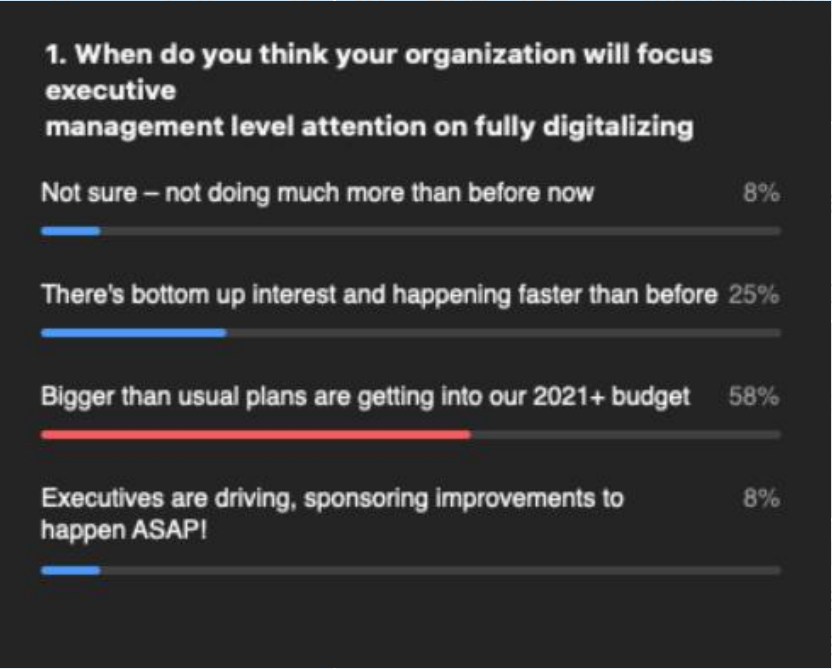 1. When do you think your organization will focus
executive
management level attention on fully digitalizing
Not sure – not doing much more than before now 8%
There's bottom up interest and happening faster than before 25%
Bigger than usual plans are getting into our 2021+ budget 58%
Executives are driving, sponsoring improvements to 8%
happen ASAP!